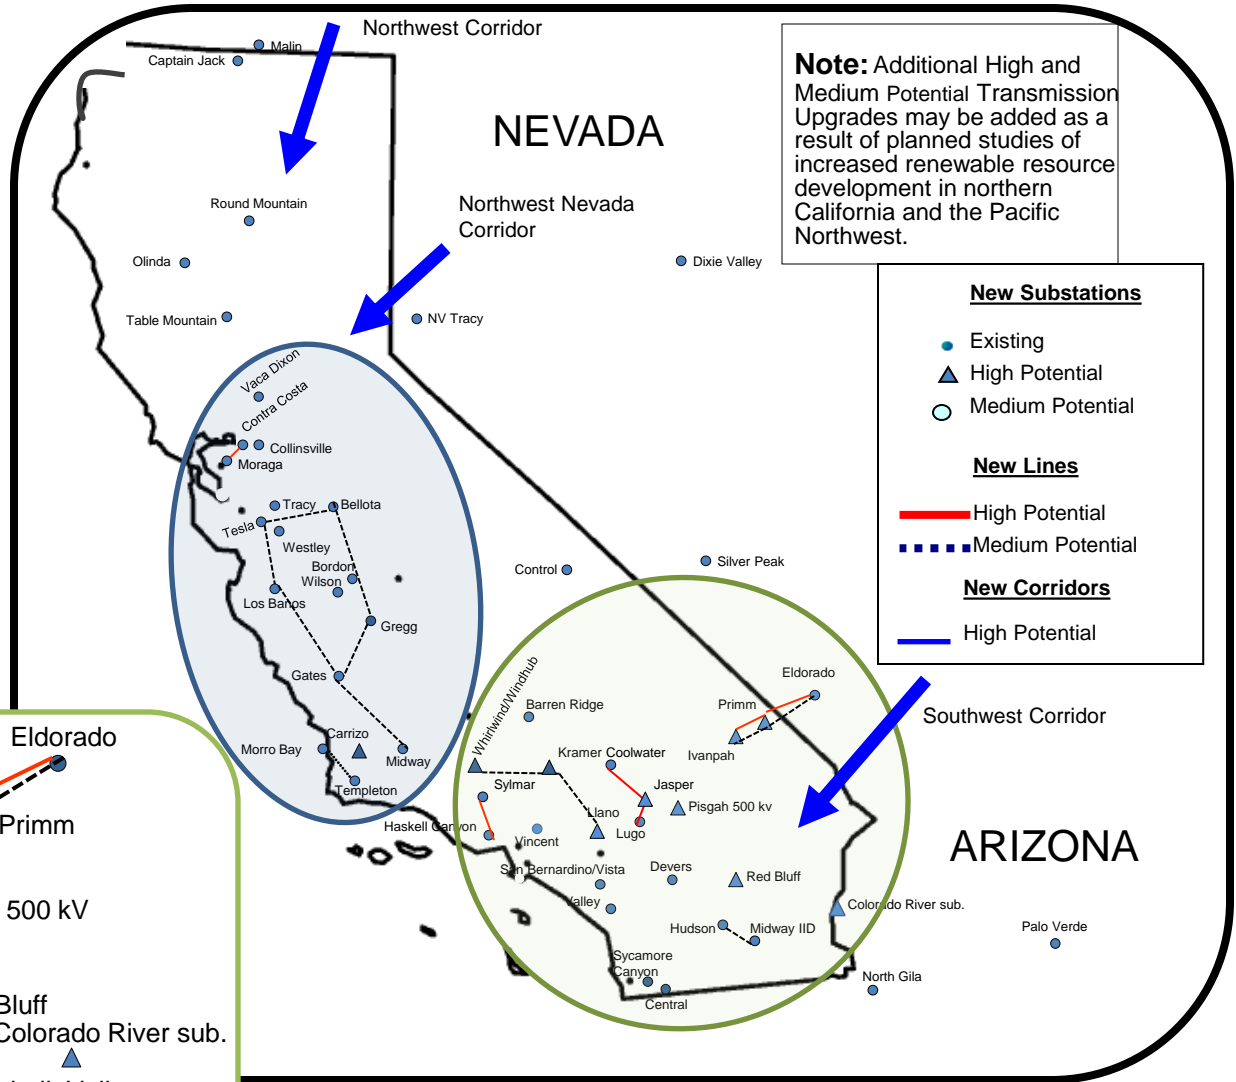 Northwest Corridor
Malin
Captain Jack
NEVADA
Note: Additional High and
Medium Potential Transmission
Upgrades may be added as a
result of planned studies of
increased renewable resource
development in northern
California and the Pacific
Northwest.
Round Mountain
Northwest Nevada
Corridor
Olinda
Dixie Valley
Table Mountain
NV Tracy
New Substations
Existing
High Potential
Medium Potential
New Lines
High Potential
Medium Potential
New Corridors
High Potential
Vaca Dixon
Contra Costa
Collinsville
Moraga
Tracy
Bellota
Tesla
Westley
Bordon
Wilson
Los Banos
Gregg
Gates
Control
Silver Peak
Carrizo
Morro Bay
Midway
Templeton
Whirlwind/Windhub
Barren Ridge
Eldorado
Primm
Ivanpah
Southwest Corridor
Kramer Coolwater
Sylmar
Jasper
Pisgah 500 kv
Llano
Lugo
Haskell Canyon
Vincent
San Bernardino/Vista
Devers
Red Bluff
Valley
Colorado River sub.
Hudson
Midway IID
Sycamore
Canyon
Central
North Gila
ARIZONA
Palo Verde
Eldorado
Primm
500 kV
Bluff
Colorado River sub.